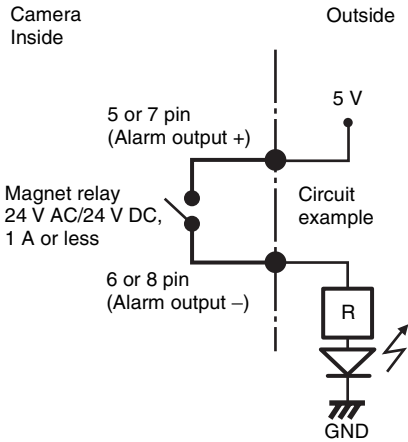 Camera
Inside
Outside
5 V
5 or 7 pin
(Alarm output +)
Magnet relay
24 V AC/24 V DC,
1 A or less
Circuit
example
6 or 8 pin
(Alarm output –)
R
GND